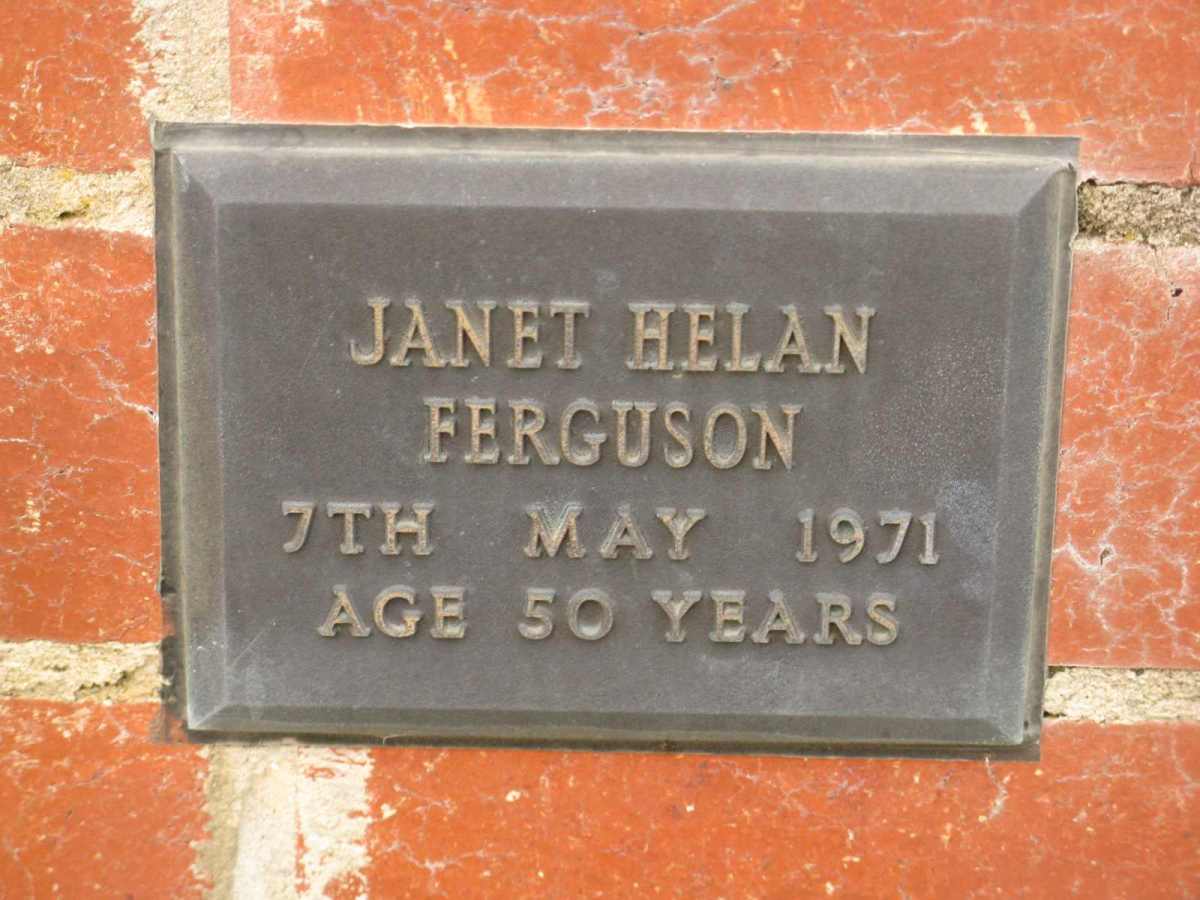 JANET HELAN
FERGUSON
7TH MAY 1971
AGE 50 YEARS